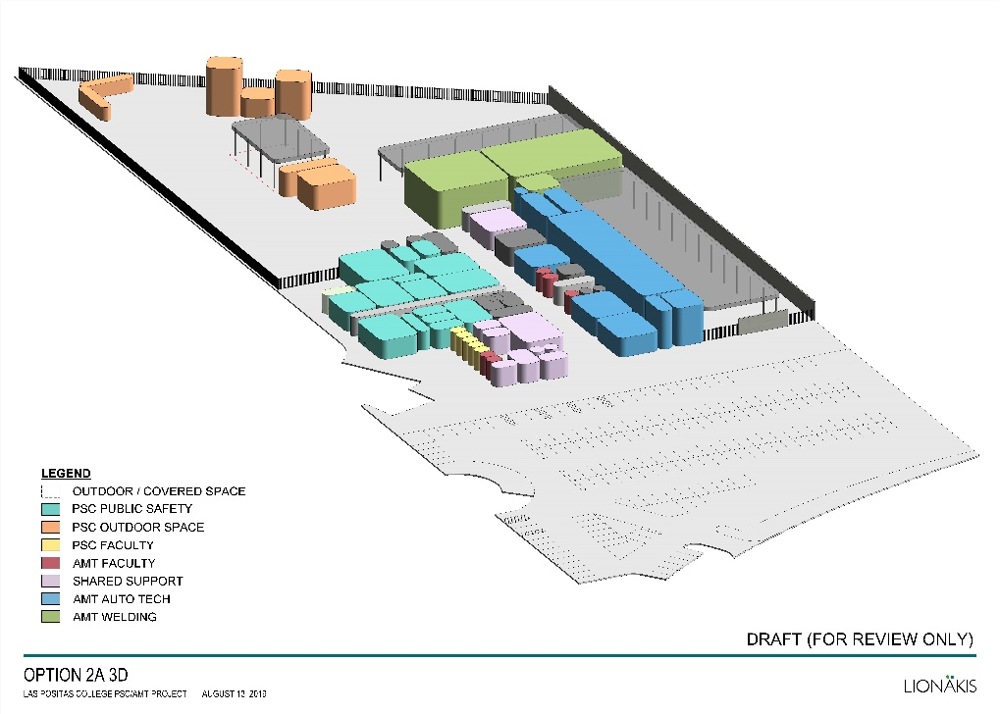 LEGEND
OUTDOOR / COVERED SPACE
PSC PUBLIC SAFETY
PSC OUTDOOR SPACE
PSC FACULTY
AMT FACULTY
SHARED SUPPORT
AMT AUTO TECH
AMT WELDING
DRAFT (FOR REVIEW ONLY)
OPTION 2A 3D
LAS POSITAS COLLEGE PSC/AMT PROJECT AUGUST 13, 2019
LIONÄKIS